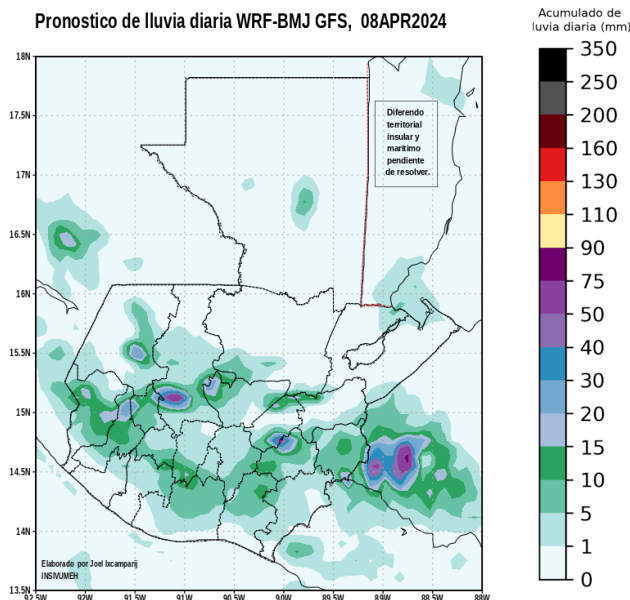 Pronostico de lluvia diaria WRF-BMJ GFS, 08APR2024
Acumulado de
lluvia diaria (mm)
18N
17.5N
17N
16.5N
16N
15.5N
15N
14.5N
14N
13.5N
92.5W 92W 91.5W 91W 90.5W 90W 89.5W 89W 88.5W 88W
Diferendo
territorial
insular y
maritimo
pendiente
de resolver.
Elaborado por Joel Ixcamparij
INSIVUMEH
350
250
200
160
130
110
90
75
50
40
30
20
15
10
5
1
0